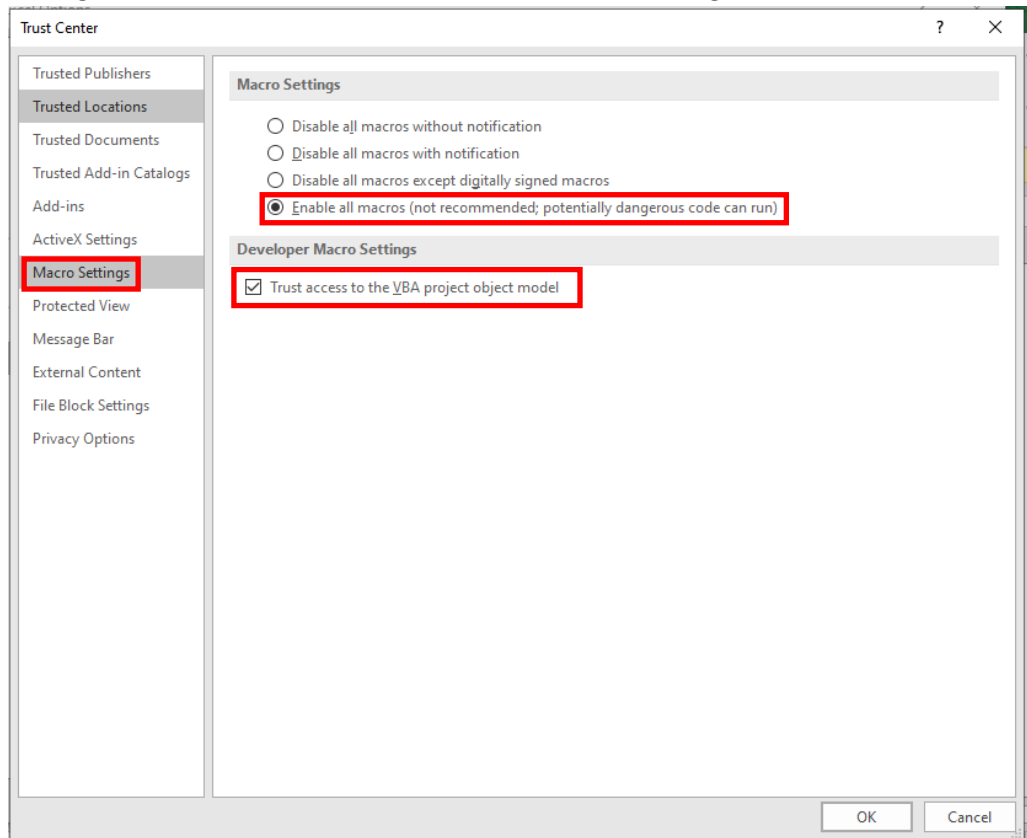 Trust Center
?
Trusted Publishers
Trusted Locations
Trusted Documents
Trusted Add-in Catalogs
Add-ins
ActiveX Settings
Macro Settings
Protected View
Message Bar
External Content
File Block Settings
Privacy Options
Macro Settings
Disable all macros without notification
Disable all macros with notification
Disable all macros except digitally signed macros
Enable all macros (not recommended; potentially dangerous code can run)
Developer Macro Settings
Trust access to the VBA project object model
OK
Cancel